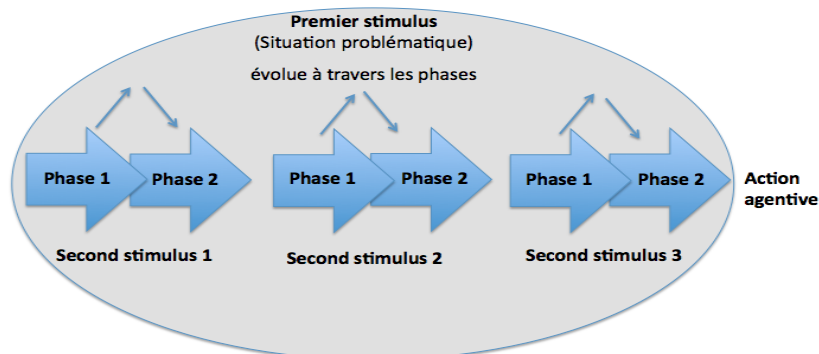 Premier stimulus
(Situation problématique)
évolue à travers les phases
Phase 1
Phase 2
Phase 1
Phase 2
Phase 1
Phase 2
Action
agentive
Second stimulus 1
Second stimulus 2
Second stimulus 3